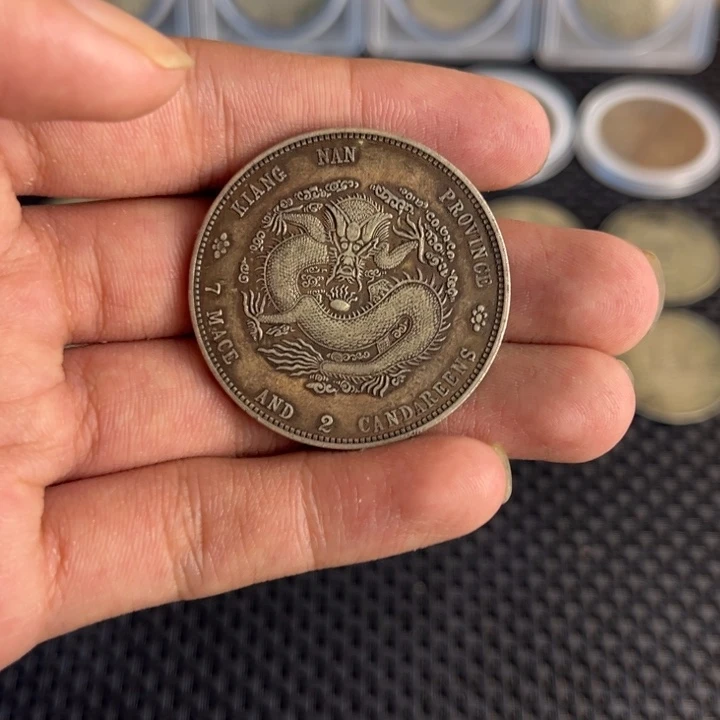 KIANG NAN PROVINCE
7 MACE AND 2 CANDAREENS